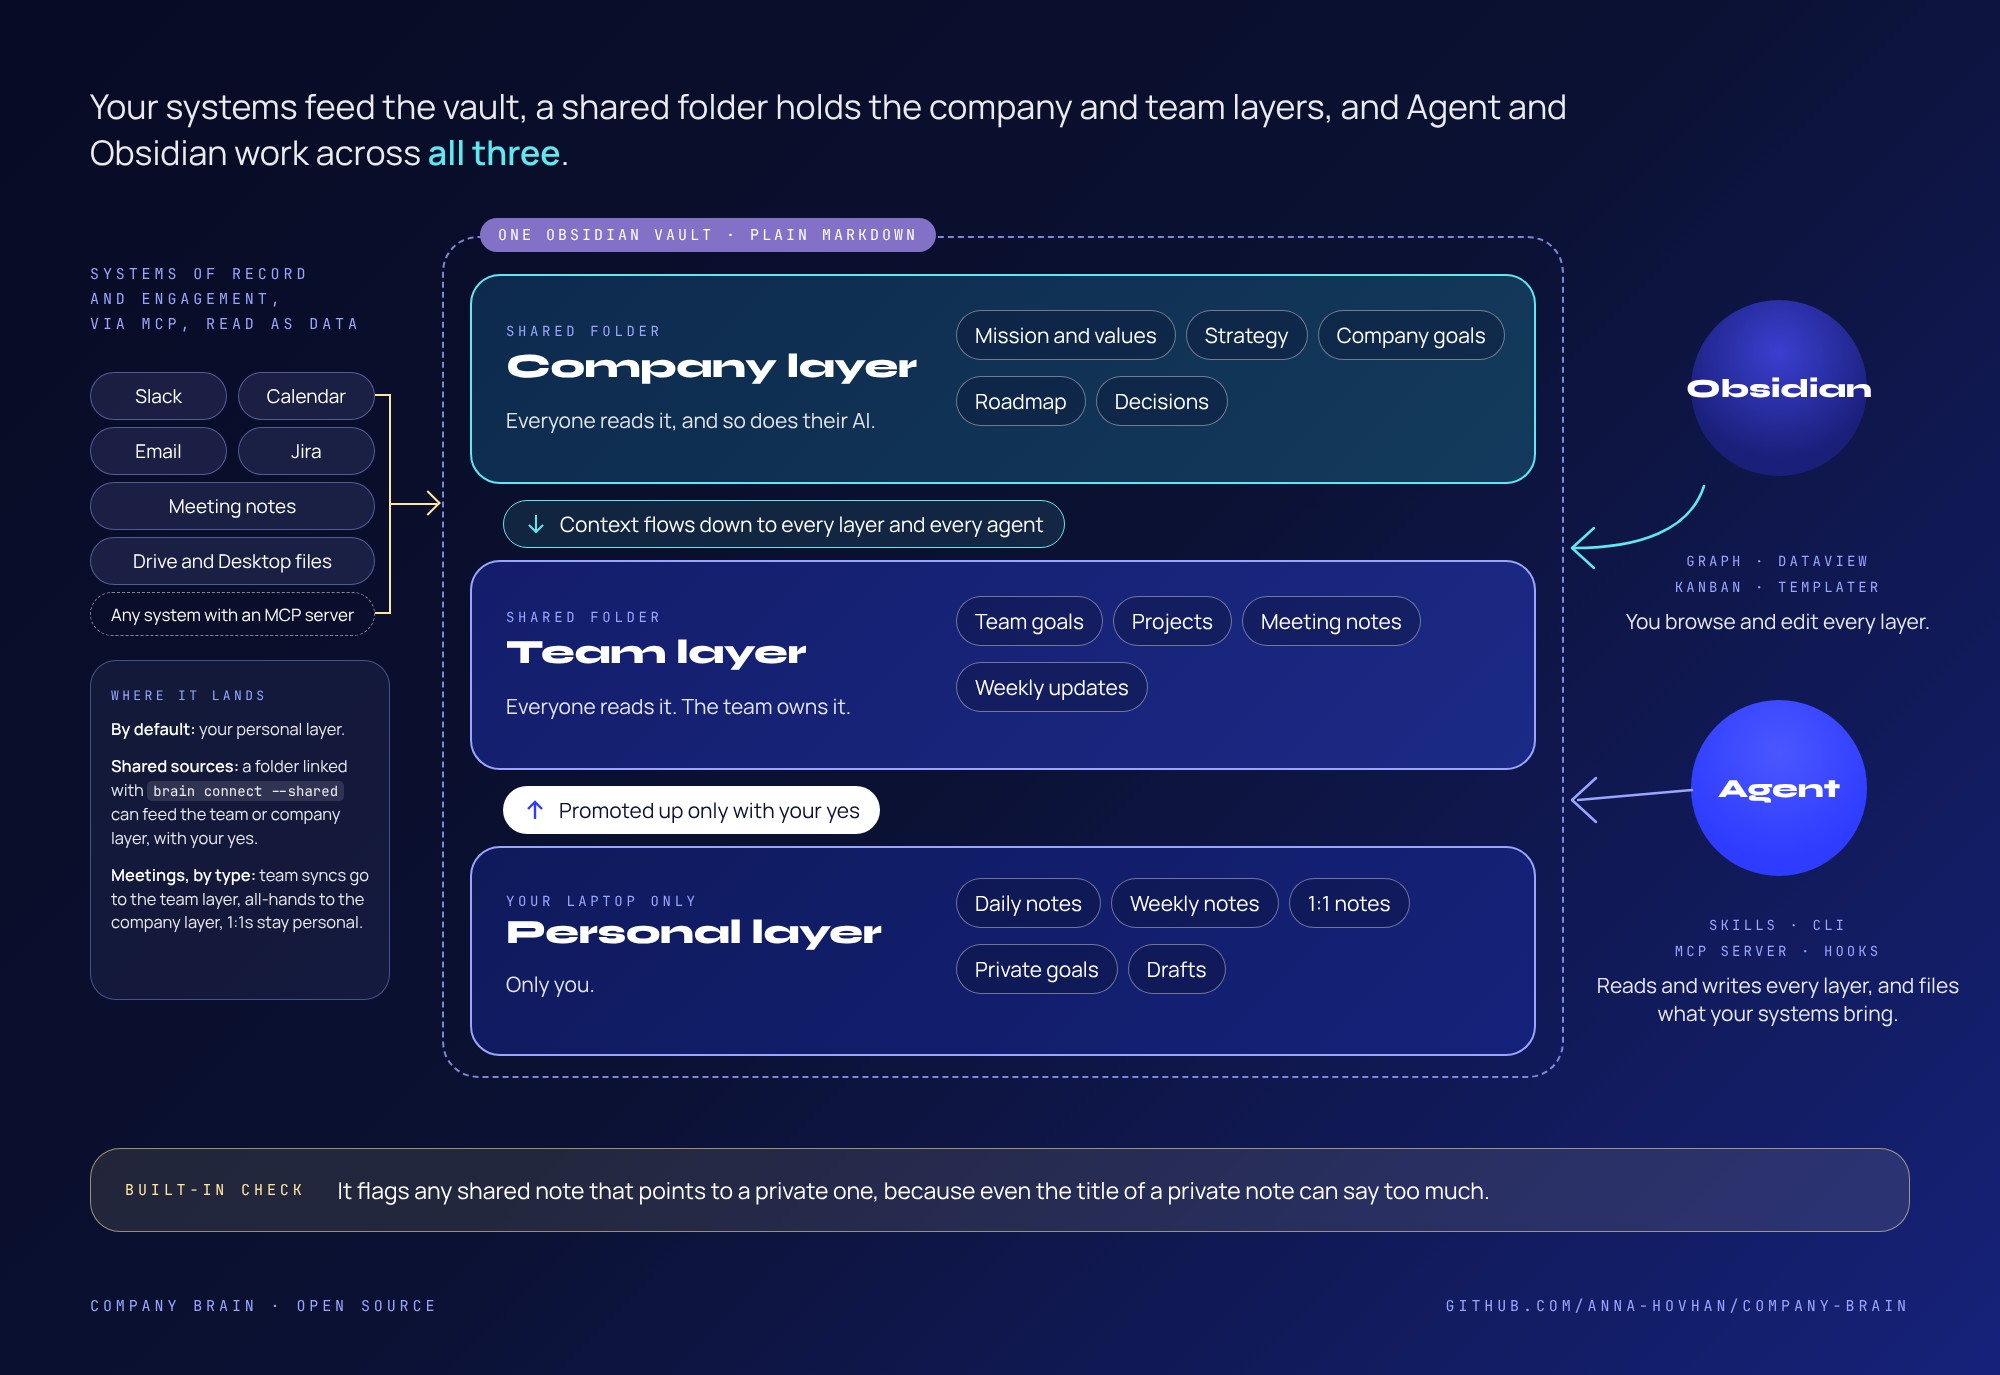 Your systems feed the vault, a shared folder holds the company and team layers, and Agent and
Obsidian work across all three.
SYSTEMS OF RECORD
AND ENGAGEMENT,
VIA MCP, READ AS DATA
Slack
Calendar
Email
Jira
Meeting notes
Drive and Desktop files
Any system with an MCP server
WHERE IT LANDS
By default: your personal layer.
Shared sources: a folder linked
with brain connect --shared
can feed the team or company
layer, with your yes.
Meetings, by type: team syncs go
to the team layer, all-hands to the
company layer, 1:1s stay personal.
ONE OBSIDIAN VAULT · PLAIN MARKDOWN
SHARED FOLDER
Company layer
Everyone reads it, and so does their AI.
Mission and values
Strategy
Company goals
Roadmap
Decisions
↓ Context flows down to every layer and every agent
SHARED FOLDER
Team layer
Everyone reads it. The team owns it.
Team goals
Projects
Meeting notes
Weekly updates
↑ Promoted up only with your yes
YOUR LAPTOP ONLY
Personal layer
Only you.
Daily notes
Weekly notes
1:1 notes
Private goals
Drafts
Obsidian
GRAPH · DATAVIEW
KANBAN · TEMPLATER
You browse and edit every layer.
Agent
SKILLS · CLI
MCP SERVER · HOOKS
Reads and writes every layer, and files
what your systems bring.
BUILT-IN CHECK
It flags any shared note that points to a private one, because even the title of a private note can say too much.
COMPANY BRAIN · OPEN SOURCE
GITHUB.COM/ANNA-HOVHAN/COMPANY-BRAIN